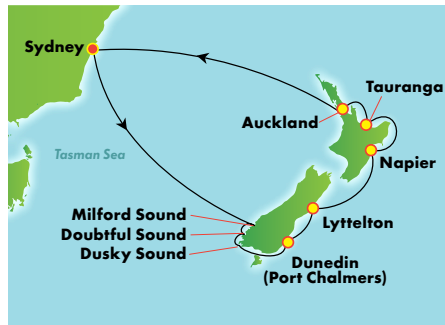 Sydney
Tauranga
Auckland
Tasman Sea
Napier
Milford Sound
Lyttelton
Doubtful Sound
Dusky Sound
Dunedin
(Port Chalmers)